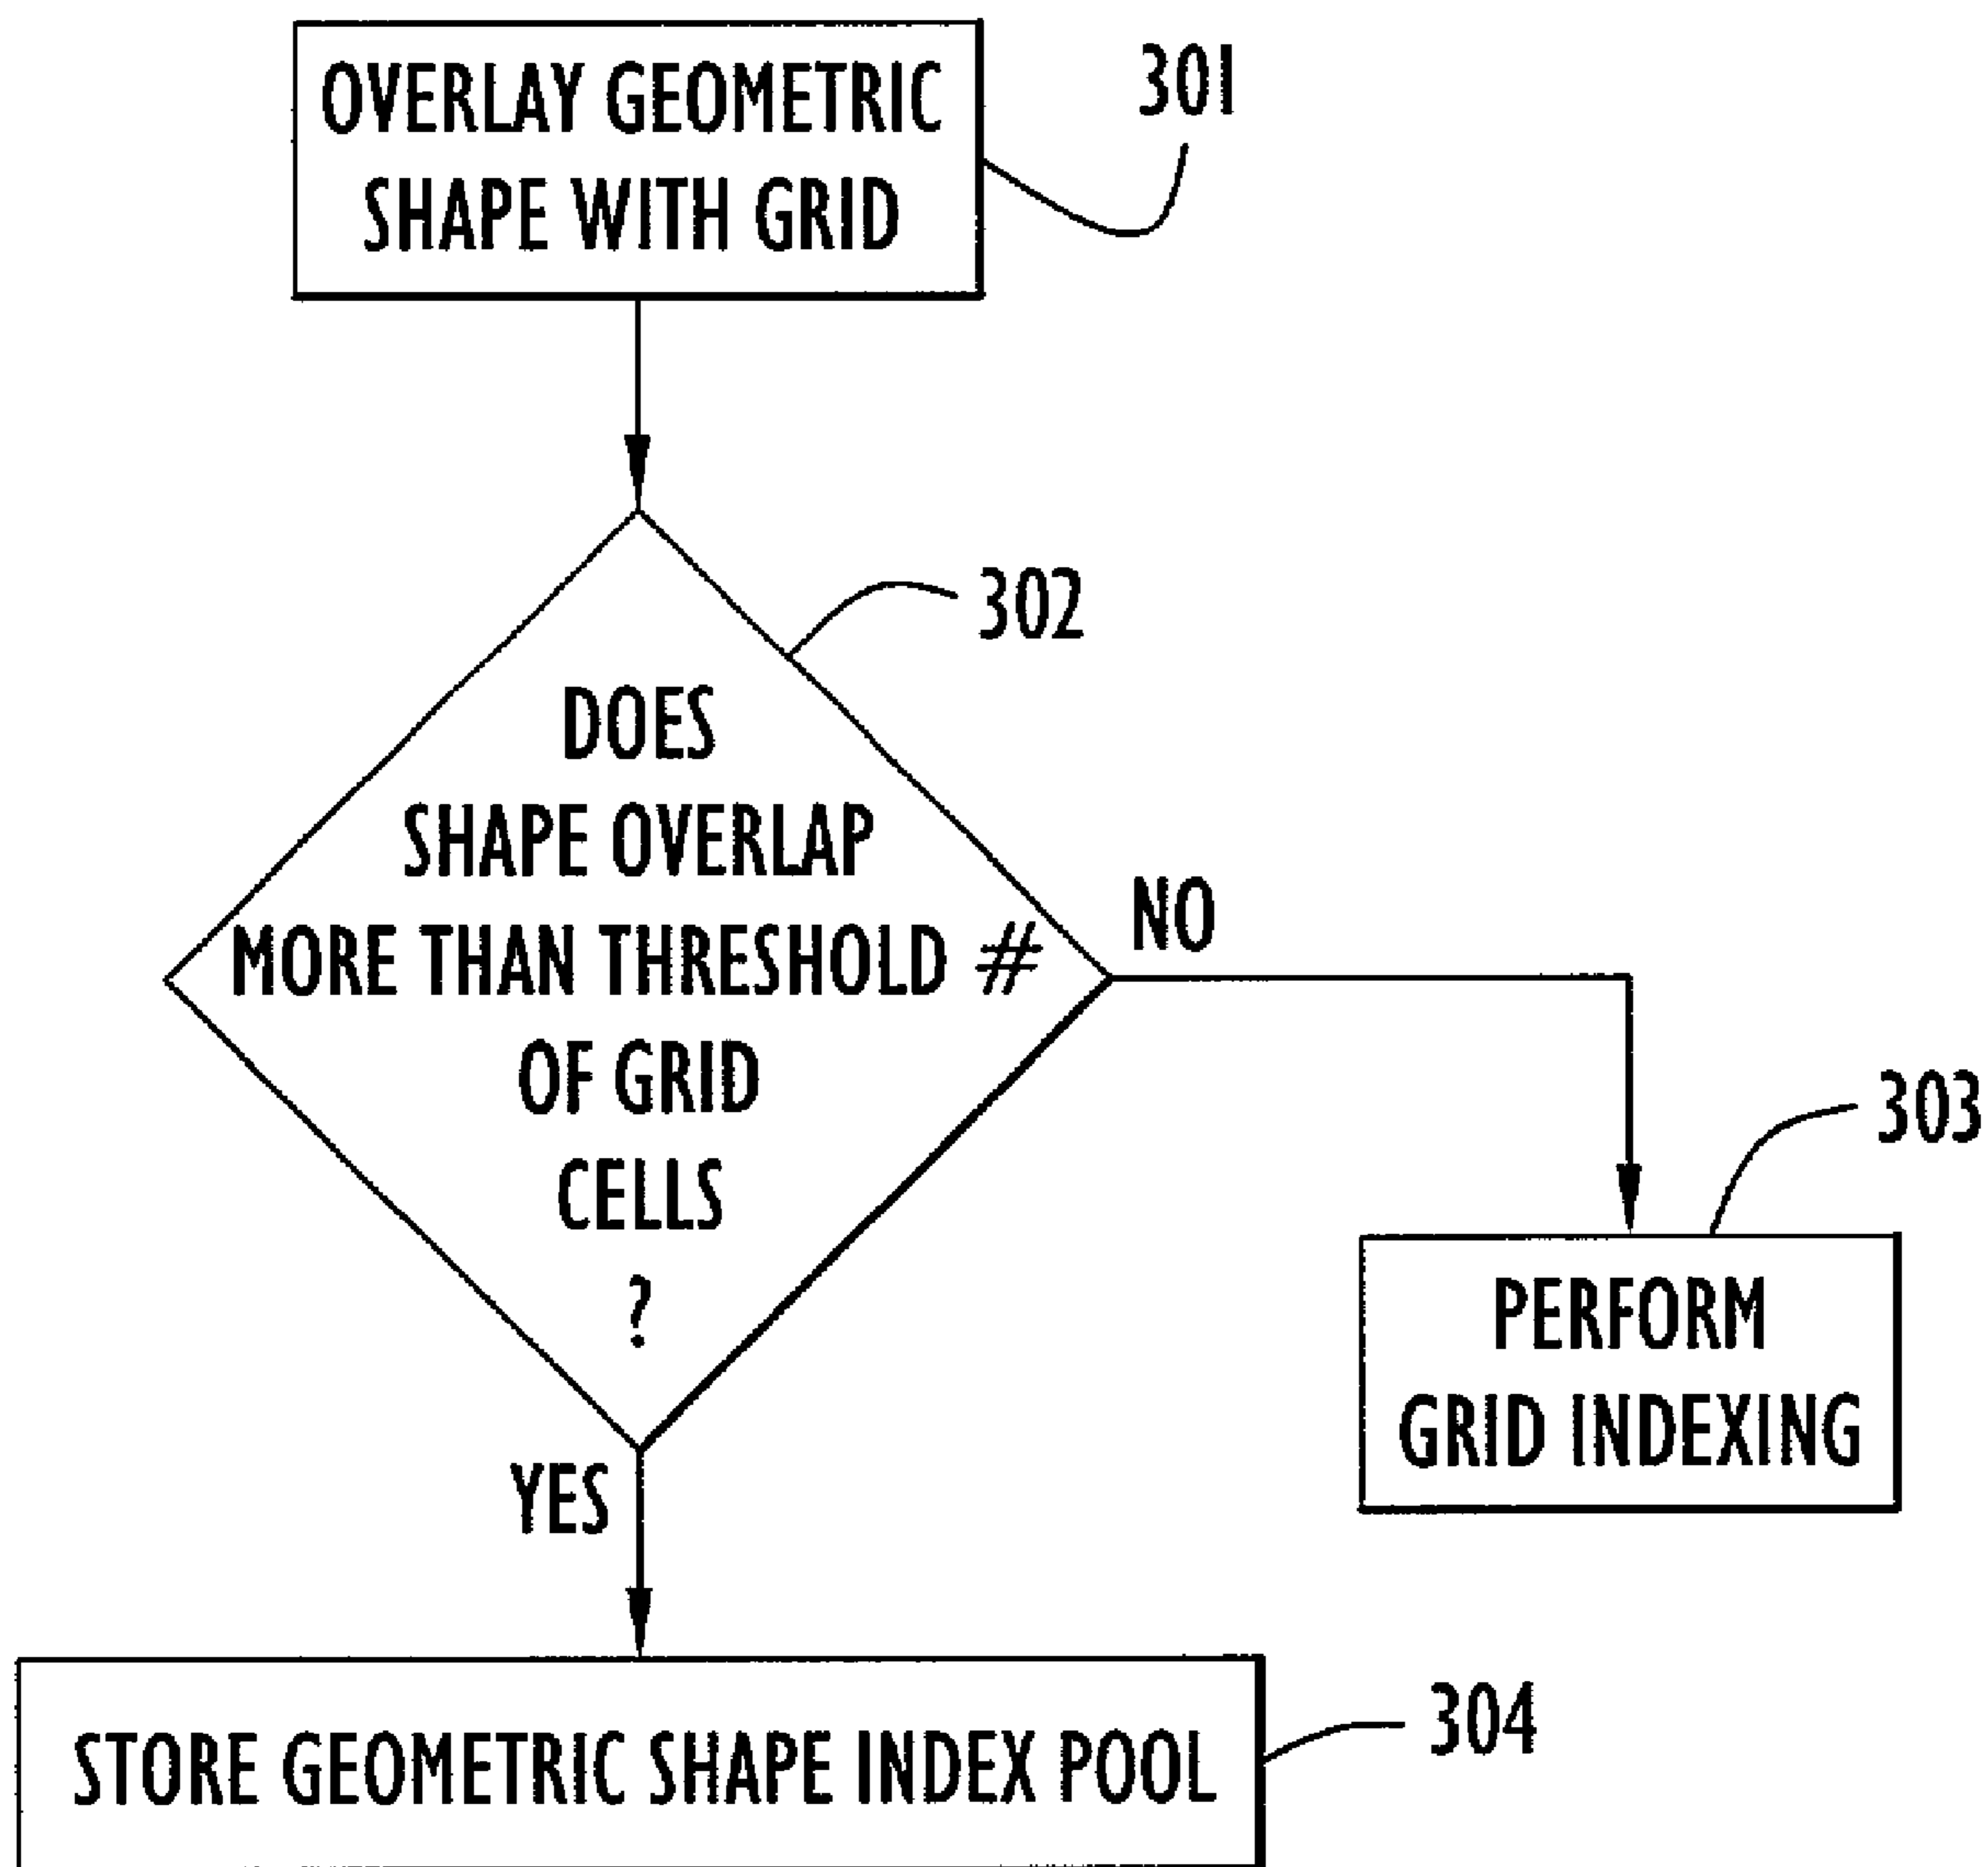 OVERLAY GEOMETRIC
SHAPE WITH GRID
301
302
DOES
SHAPE OVERLAP
MORE THAN THRESHOLD #
OF GRID
CELLS
?
NO
303
PERFORM
GRID INDEXING
YES
304
STORE GEOMETRIC SHAPE INDEX POOL